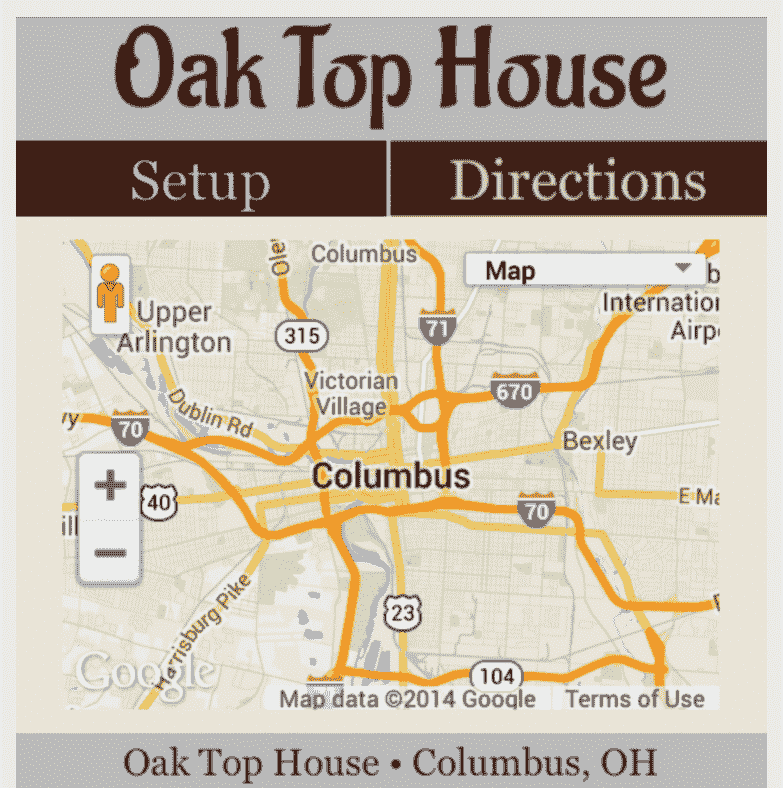 Oak Top House
Setup
Directions
Columbus
Map
Upper
Arlington
315
71
Internatio
Airp
Victorian
Village
670
Dublin Rd
70
Bexley
Columbus
40
70
E Ma
Harrisburg Pike
23
Google
104
Map data ©2014 Google
Terms of Use
Oak Top House • Columbus, OH